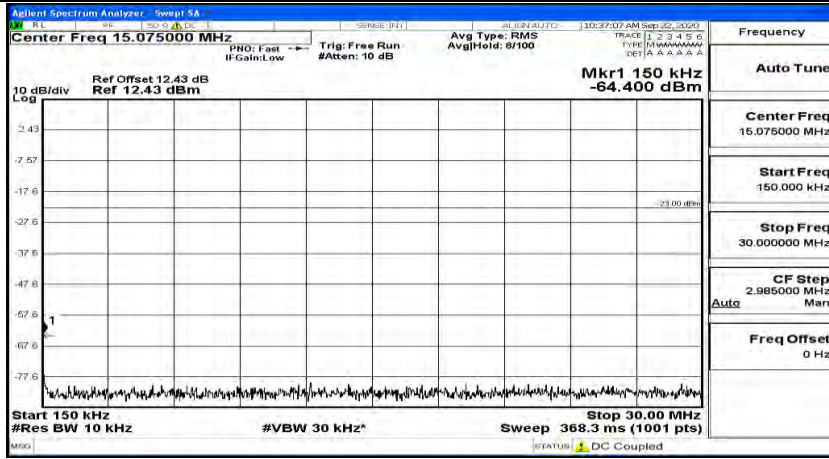 Agilent Spectrum Analyzer - Swept SA
RL RF 50 Ω DC SENSE:INT ALIGN AUTO 10:37:07 AM Sep 22, 2020
Center Freq 15.075000 MHz
PNO: Fast
IFGain:Low
Trig: Free Run
#Atten: 10 dB
Avg Type: RMS
Avg|Hold: 8/100
TRACE 1 2 3 4 5 6
TYPE MWWWWW
DET A A A A A A
Ref Offset 12.43 dB
Ref 12.43 dBm
Mkr1 150 kHz
-64.400 dBm
10 dB/div
Log
2.43
-7.57
-17.6
-23.00 dBm
-27.6
-37.6
-47.6
-57.6
1
-67.6
-77.6
Start 150 kHz
Stop 30.00 MHz
#Res BW 10 kHz
#VBW 30 kHz*
Sweep 368.3 ms (1001 pts)
MSG
STATUS
DC Coupled
Frequency
Auto Tune
Center Freq
15.075000 MHz
Start Freq
150.000 kHz
Stop Freq
30.000000 MHz
CF Step
2.985000 MHz
Auto Man
Freq Offset
0 Hz